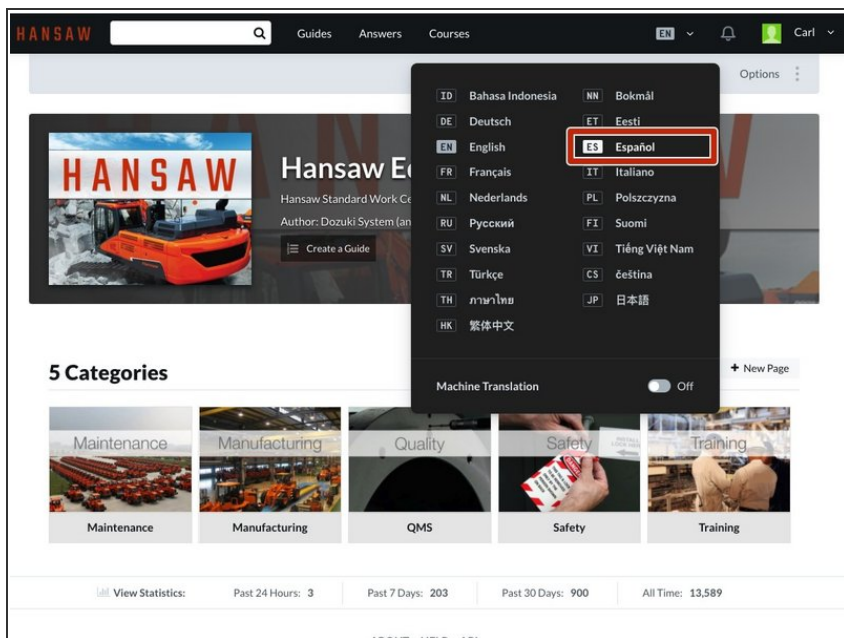 HANSAW
Guides Answers Courses EN Carl
Options
ID Bahasa Indonesia NN Bokmål
DE Deutsch ET Eesti
EN English ES Español
FR Français IT Italiano
NL Nederlands PL Polszczyzna
RU Русский FI Suomi
SV Svenska VI Tiếng Việt Nam
TR Türkçe CS čeština
TH ภาษาไทย JP 日本語
HK 繁体中文
Machine Translation Off
HANSAW
Hansaw
Hansaw Standard Work
Author: Dozuki System
Create a Guide
5 Categories
+ New Page
Maintenance Manufacturing Quality Safety Training
Maintenance Manufacturing QMS Safety Training
View Statistics: Past 24 Hours: 3 Past 7 Days: 203 Past 30 Days: 900 All Time: 13,589